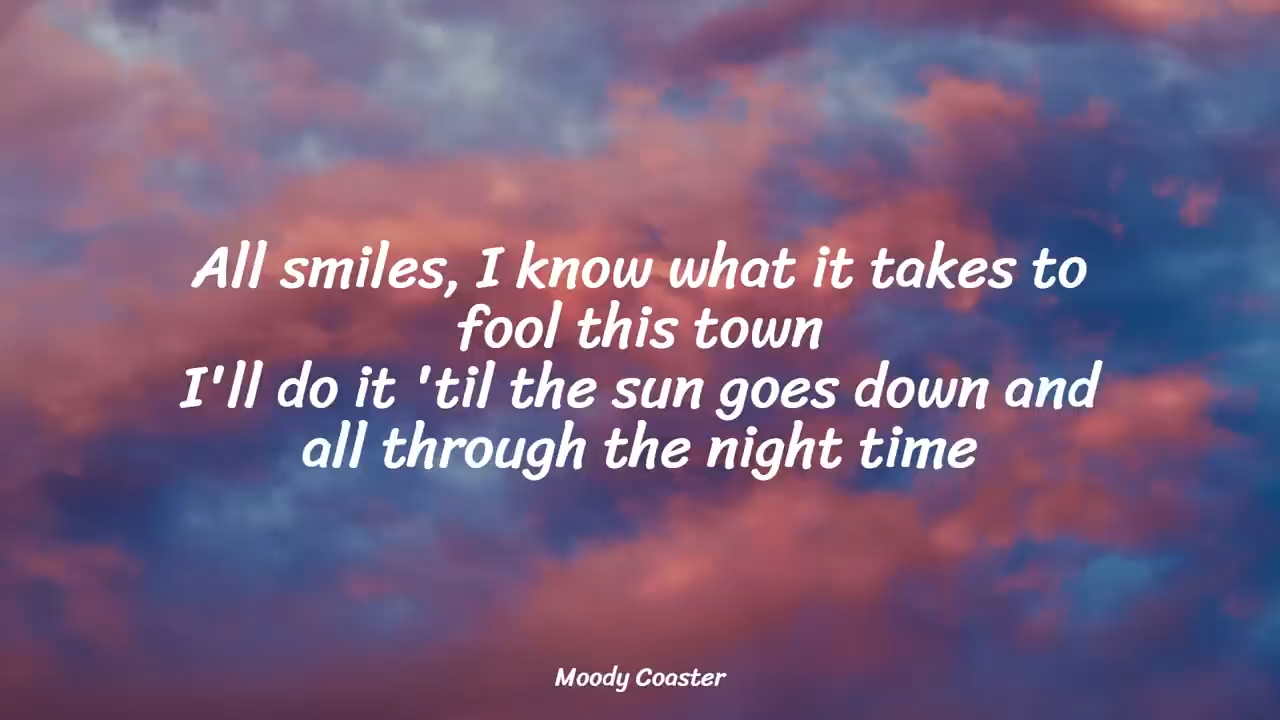 All smiles, I know what it takes to
fool this town
I'll do it 'til the sun goes down and
all through the night time
Moody Coaster